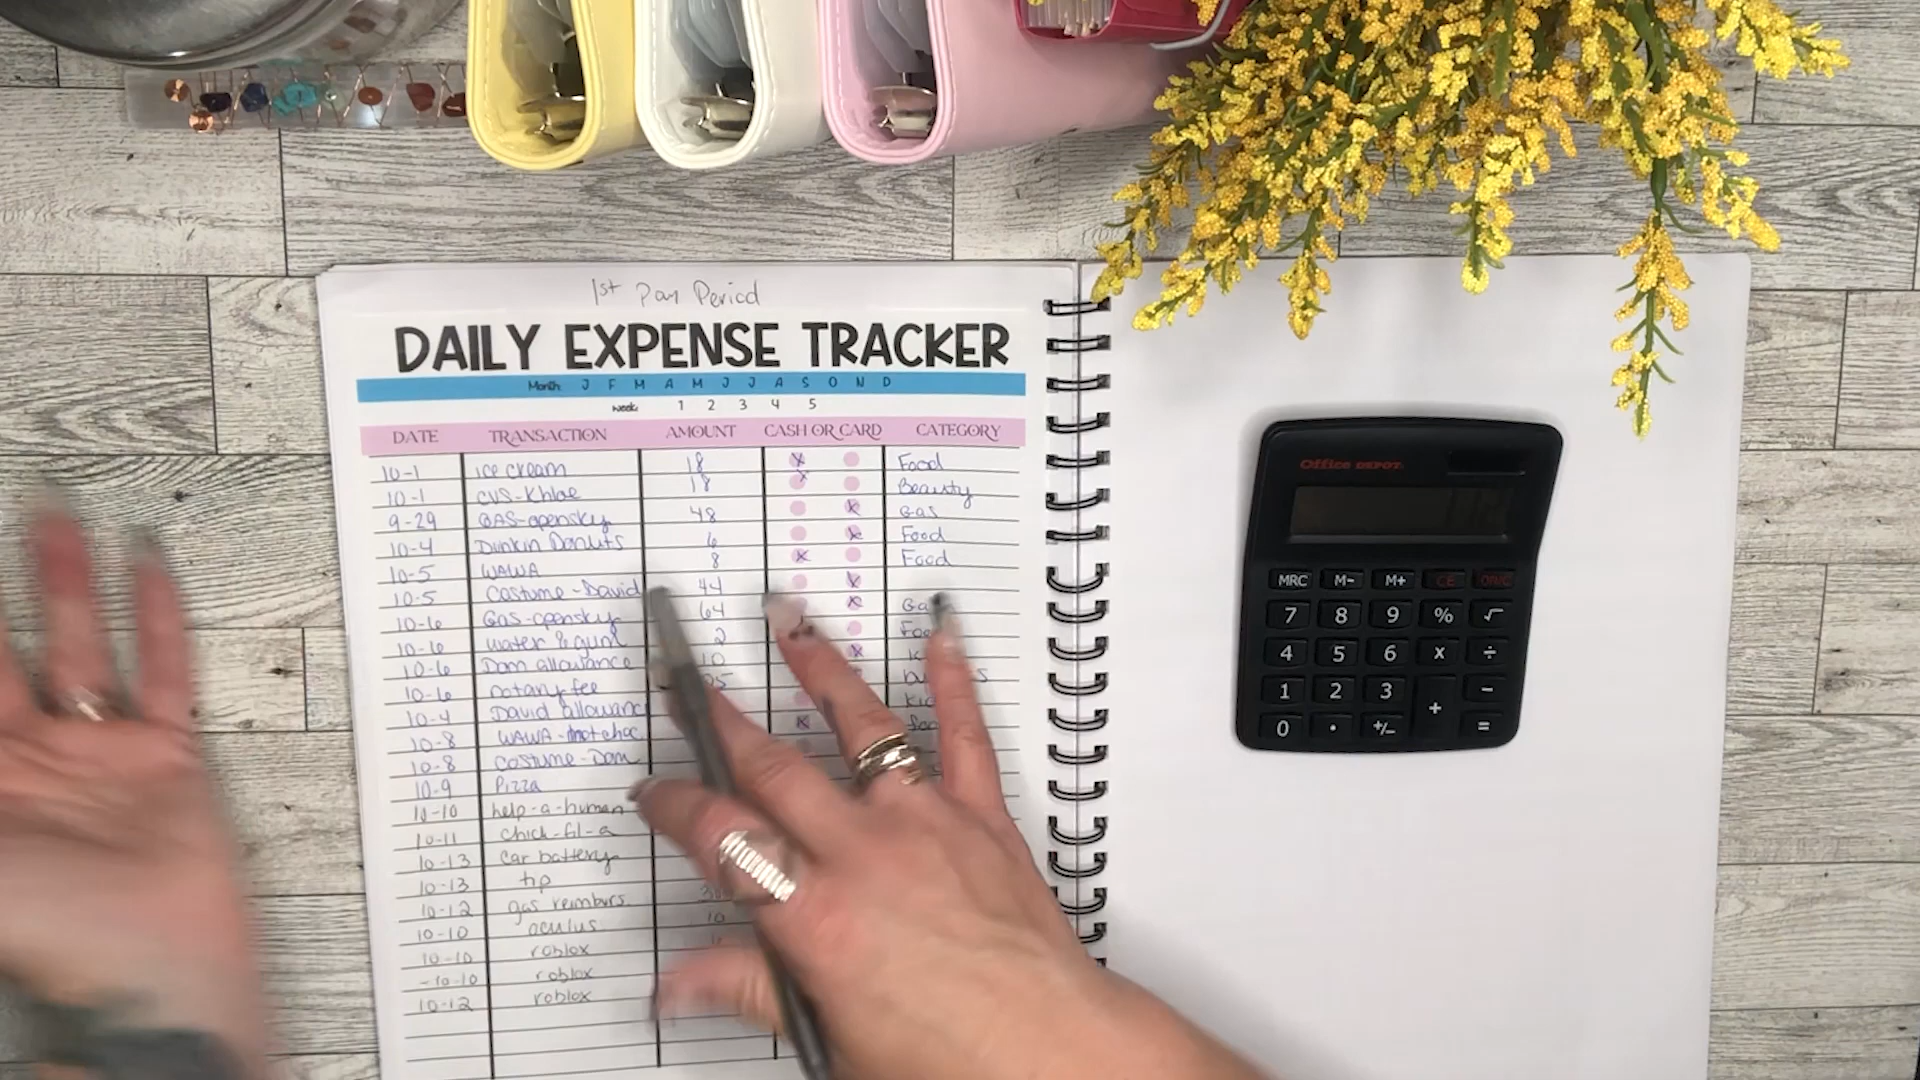 1st Pay Period
DAILY EXPENSE TRACKER
Month: J F M A M J J A S O N D
week: 1 2 3 4 5
DATE TRANSACTION AMOUNT CASH OR CARD CATEGORY
10-1 ice cream 18 x Food
10-1 CVS-Khloe 18 x Beauty
9-29 GAS-opensky 48 x Gas
10-4 Dunkin Donuts 6 x Food
10-5 WAWA 8 x Food
10-5 Costume-David 44 x
10-6 Gas-opensky 64 x
10-6 water & gum 2
10-6 Dom allowance 10 x
10-6 notary fee
10-4 David allowanc
10-8 WAWA-hot choc x
10-8 costume-Dom
10-9 Pizza
10-10 help-a-human
10-11 chick-fil-a
10-13 car battery
10-13 tip
10-12 gas reimburs.
10-10 oculus 10
10-10 roblox
-10-10 roblox
10-12 roblox
Office DEPOT
MRC M- M+ CE ON/C
7 8 9 % √
4 5 6 x ÷
1 2 3 + -
0 . +/- =